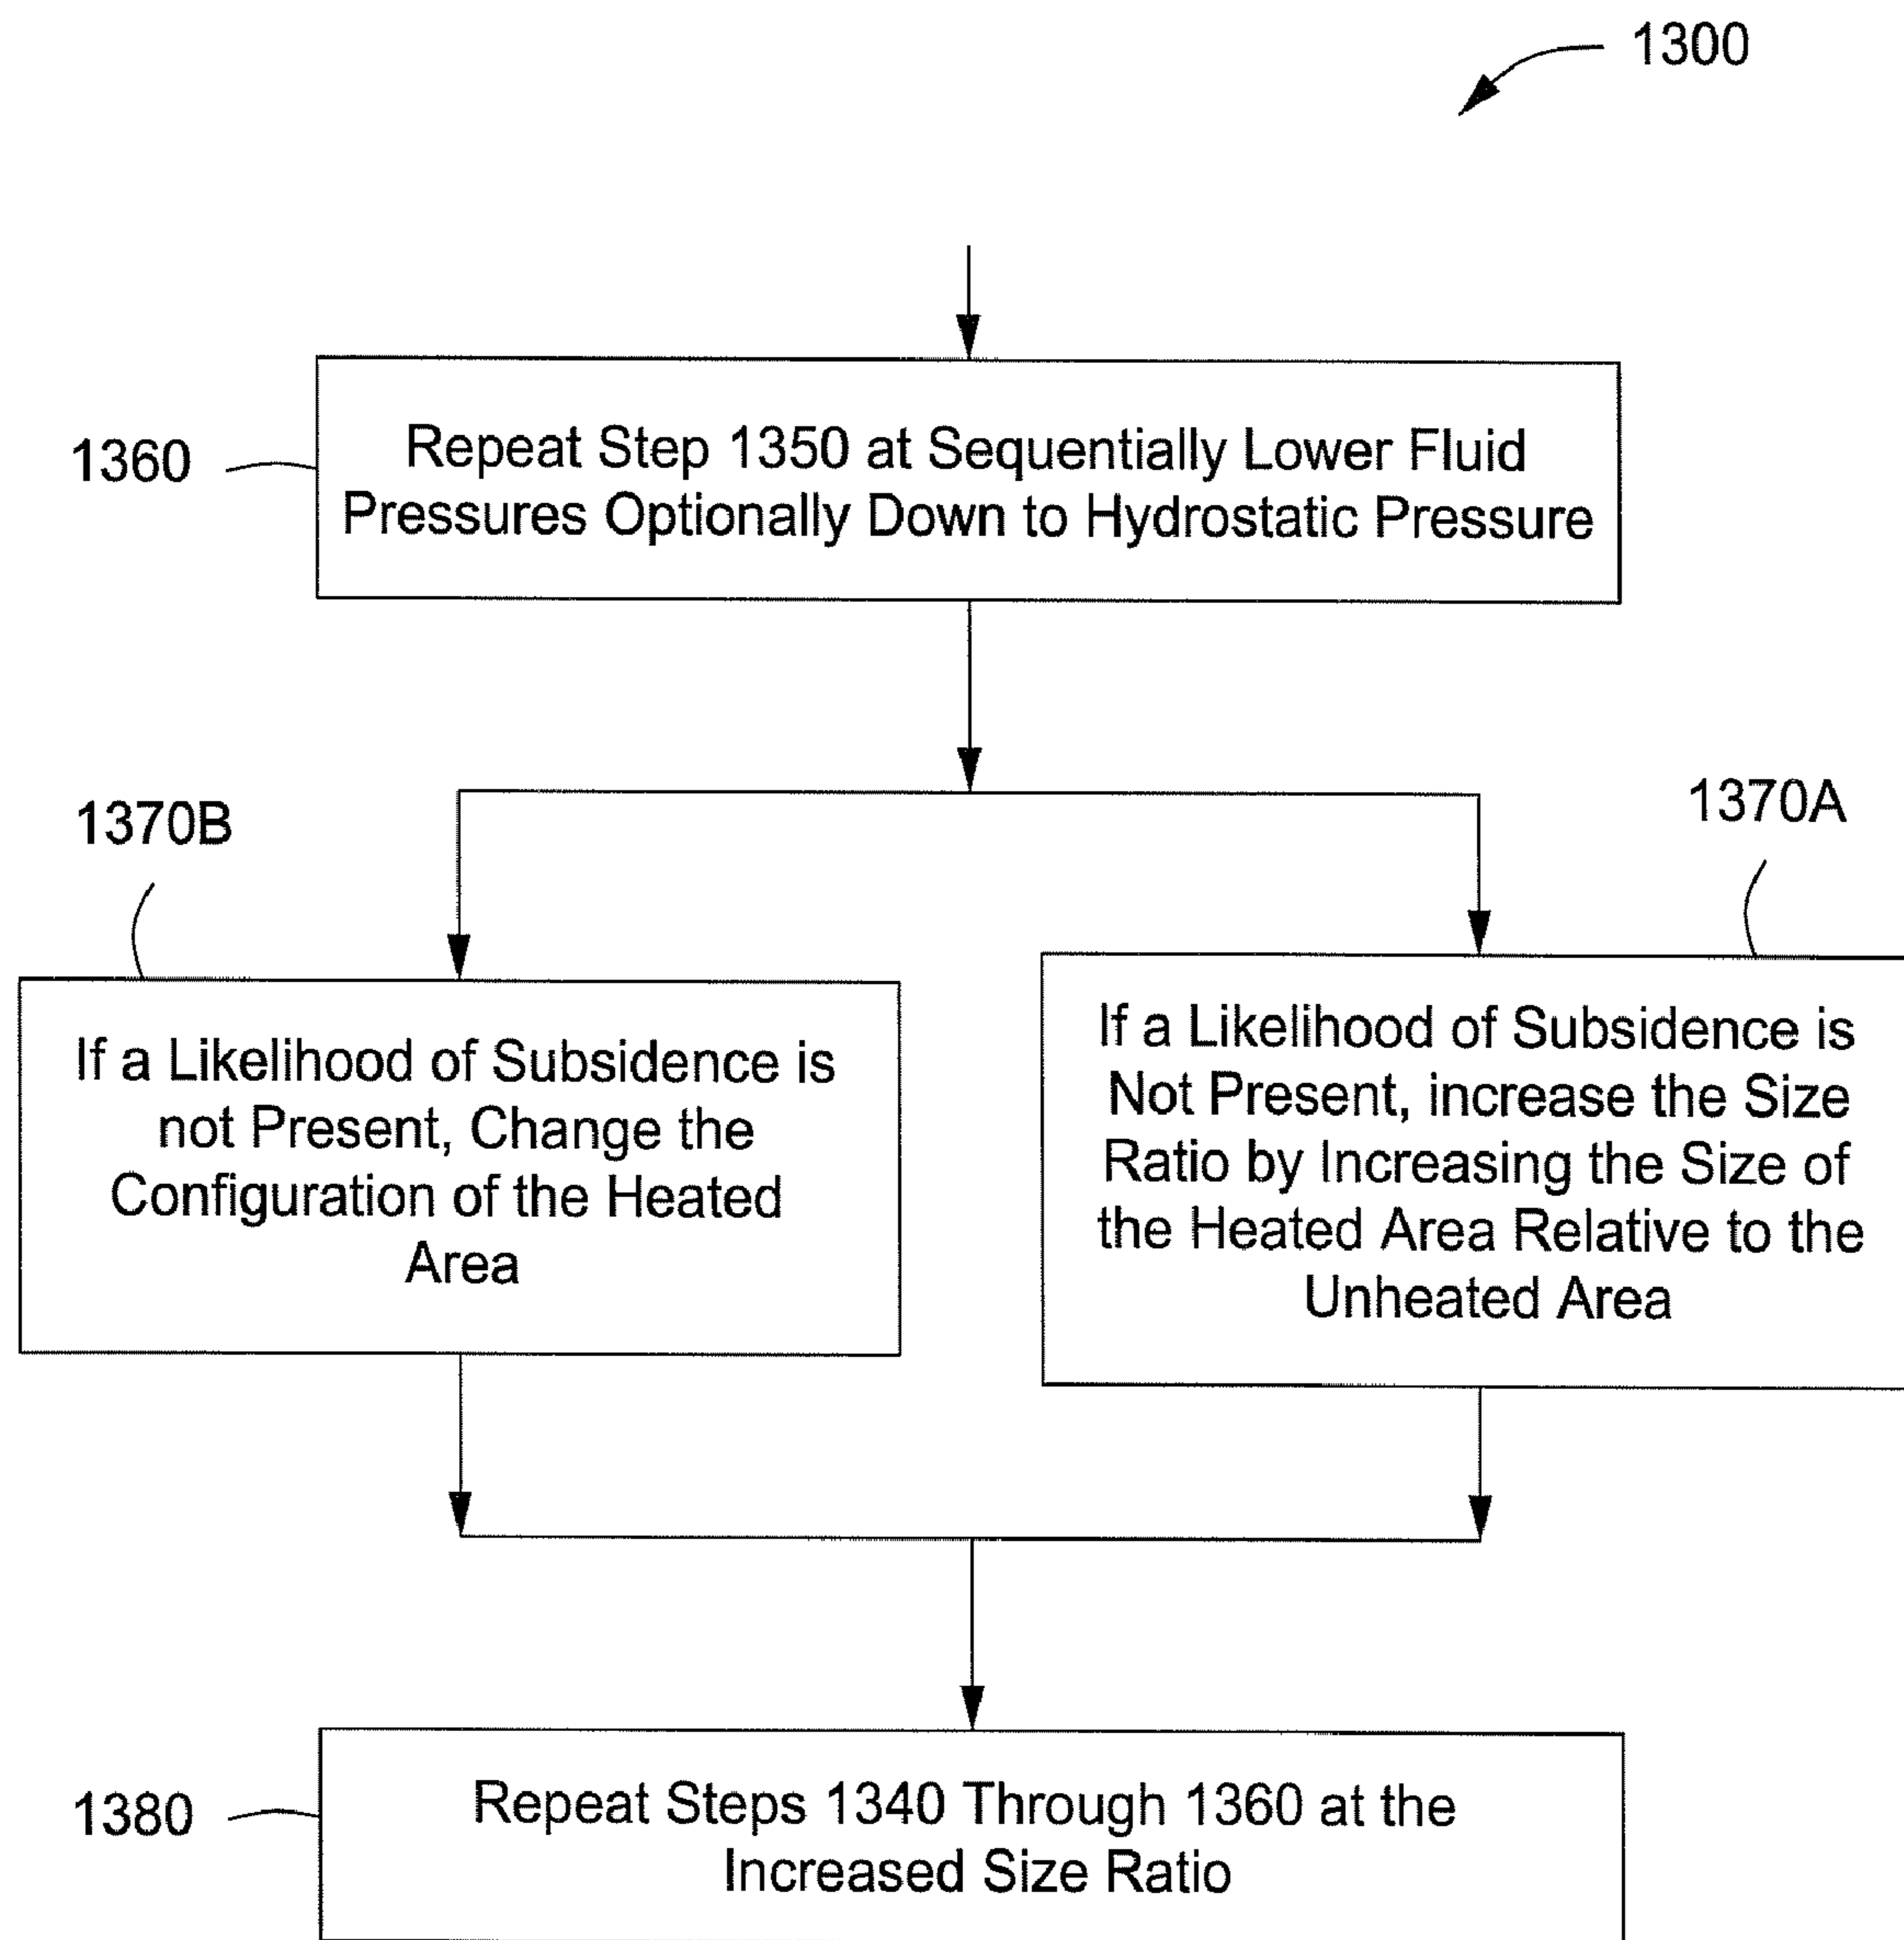 1300
1360
Repeat Step 1350 at Sequentially Lower Fluid
Pressures Optionally Down to Hydrostatic Pressure
1370B
1370A
If a Likelihood of Subsidence is
not Present, Change the
Configuration of the Heated
Area
If a Likelihood of Subsidence is
Not Present, increase the Size
Ratio by Increasing the Size of
the Heated Area Relative to the
Unheated Area
1380
Repeat Steps 1340 Through 1360 at the
Increased Size Ratio